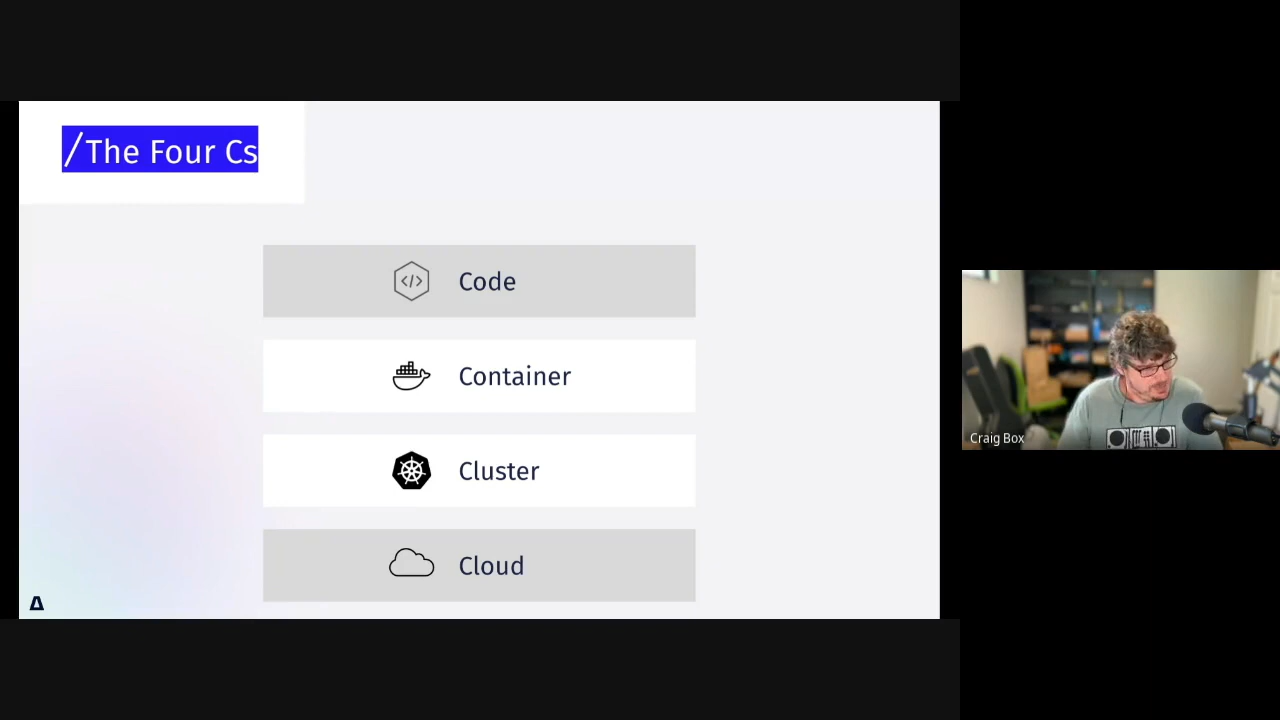 /The Four Cs
</> Code
Container
Cluster
Cloud
Craig Box